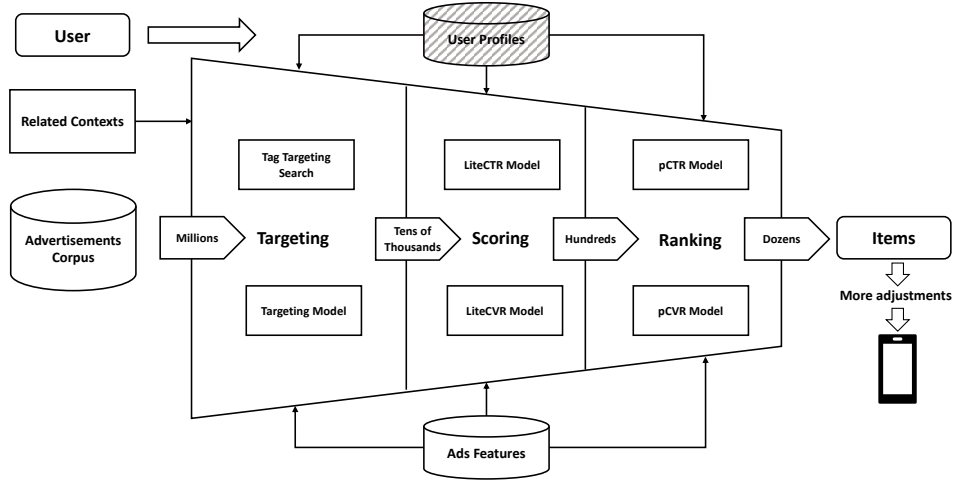 User
User Profiles
Related Contexts
Tag Targeting
Search
LiteCTR Model
pCTR Model
Advertisements
Corpus
Millions
Targeting
Tens of
Thousands
Scoring
Hundreds
Ranking
Dozens
Items
Targeting Model
LiteCVR Model
pCVR Model
More adjustments
Ads Features